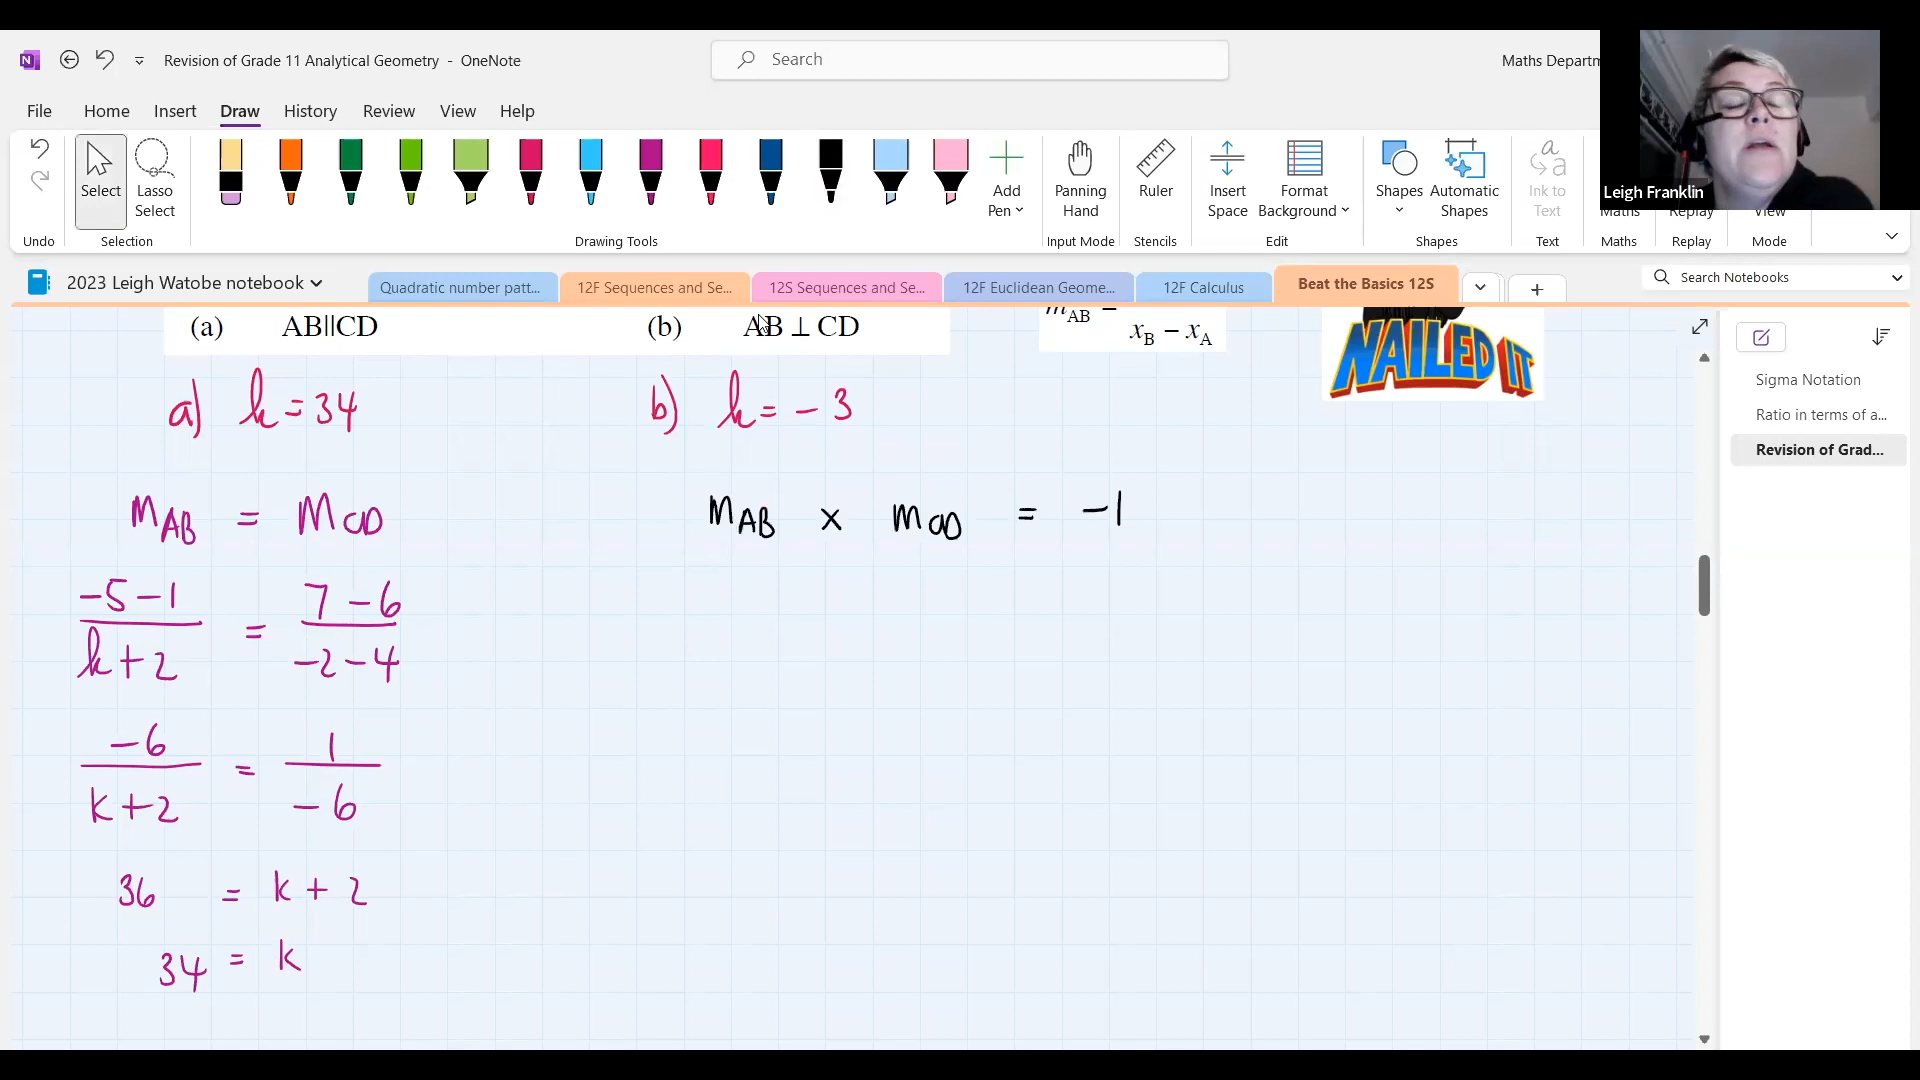 Revision of Grade 11 Analytical Geometry - OneNote
Search
Maths Departm
File Home Insert Draw History Review View Help
Undo
Select
Lasso Select
Selection
Drawing Tools
Add Pen
Panning Hand
Input Mode
Ruler
Stencils
Insert Space
Format Background
Edit
Shapes
Automatic Shapes
Shapes
Ink to Text
Text
Maths
Maths
Replay
Replay
View
Mode
Leigh Franklin
2023 Leigh Watobe notebook
Quadratic number patt...
12F Sequences and Se...
12S Sequences and Se...
12F Euclidean Geome...
12F Calculus
Beat the Basics 12S
Search Notebooks
Sigma Notation
Ratio in terms of a...
Revision of Grad...
(a) AB||CD (b) AB ⊥ CD
m_AB = / (x_B − x_A)
NAILED IT
a) k = 34
b) k = -3
m_AB = m_CD
m_AB x m_CD = -1
(-5-1)/(k+2) = (7-6)/(-2-4)
-6/(k+2) = 1/-6
36 = k + 2
34 = k